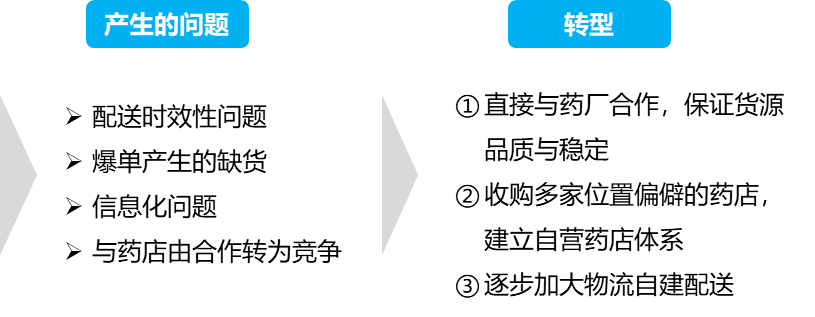 产生的问题
➢ 配送时效性问题
➢ 爆单产生的缺货
➢ 信息化问题
➢ 与药店由合作转为竞争
转型
① 直接与药厂合作，保证货源
品质与稳定
② 收购多家位置偏僻的药店，
建立自营药店体系
③ 逐步加大物流自建配送